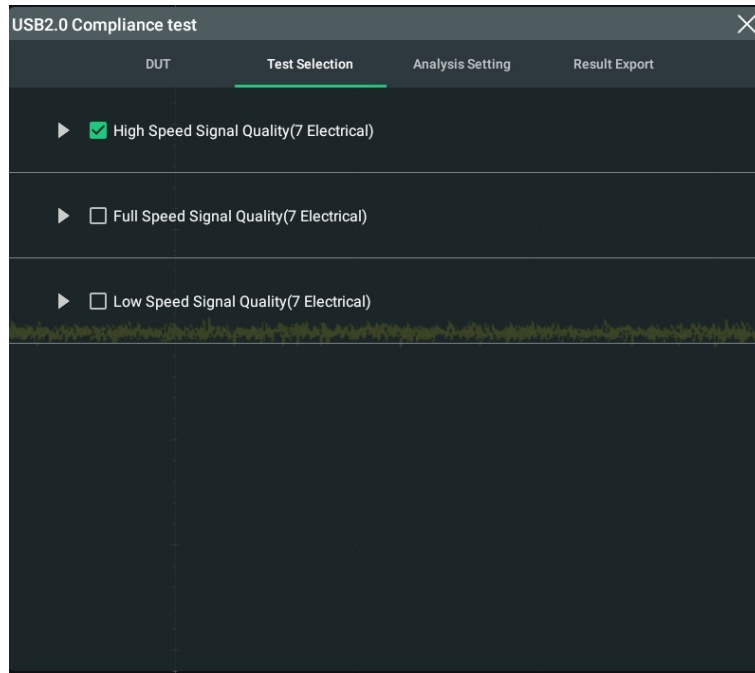 USB2.0 Compliance test
DUT Test Selection Analysis Setting Result Export
High Speed Signal Quality(7 Electrical)
Full Speed Signal Quality(7 Electrical)
Low Speed Signal Quality(7 Electrical)